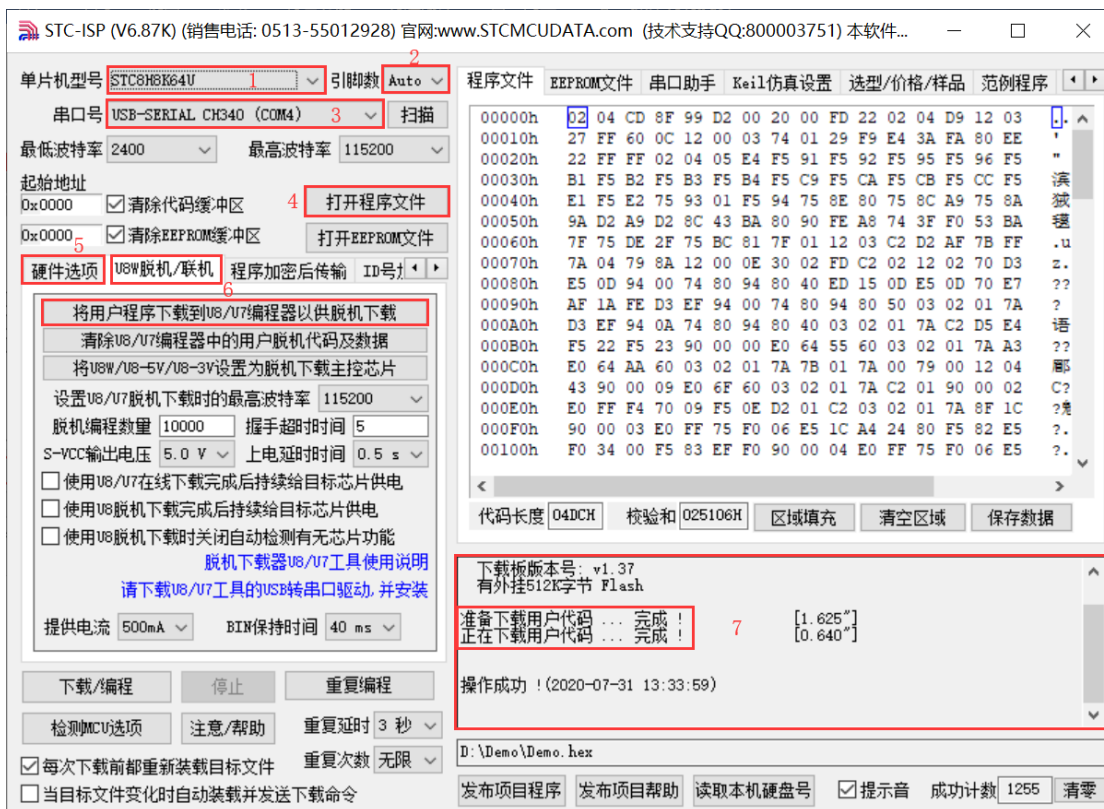 STC-ISP (V6.87K) (销售电话: 0513-55012928) 官网:www.STCMCUDATA.com (技术支持QQ:800003751) 本软件...
单片机型号 STC8H8K64U 1 引脚数 Auto 2
串口号 USB-SERIAL CH340 (COM4) 3 扫描
最低波特率 2400 最高波特率 115200
起始地址
0x0000 清除代码缓冲区 4 打开程序文件
0x0000 清除EEPROM缓冲区 打开EEPROM文件
5
硬件选项 U8W脱机/联机 程序加密后传输 ID号
6
将用户程序下载到U8/U7编程器以供脱机下载
清除U8/U7编程器中的用户脱机代码及数据
将U8W/U8-5V/U8-3V设置为脱机下载主控芯片
设置U8/U7脱机下载时的最高波特率 115200
脱机编程数量 10000 握手超时时间 5
S-VCC输出电压 5.0 V 上电延时时间 0.5 s
使用U8/U7在线下载完成后持续给目标芯片供电
使用U8脱机下载完成后持续给目标芯片供电
使用U8脱机下载时关闭自动检测有无芯片功能
脱机下载器U8/U7工具使用说明
请下载U8/U7工具的USB转串口驱动,并安装
提供电流 500mA BIN保持时间 40 ms
下载/编程 停止 重复编程
检测MCU选项 注意/帮助 重复延时 3 秒
每次下载前都重新装载目标文件 重复次数 无限
当目标文件变化时自动装载并发送下载命令
程序文件 EEPROM文件 串口助手 Keil仿真设置 选型/价格/样品 范例程序
00000h 02 04 CD 8F 99 D2 00 20 00 FD 22 02 04 D9 12 03 .
00010h 27 FF 60 0C 12 00 03 74 01 29 F9 E4 3A FA 80 EE '
00020h 22 FF FF 02 04 05 E4 F5 91 F5 92 F5 95 F5 96 F5 "
00030h B1 F5 B2 F5 B3 F5 B4 F5 C9 F5 CA F5 CB F5 CC F5 滨
00040h E1 F5 E2 75 93 01 F5 94 75 8E 80 75 8C A9 75 8A
00050h 9A D2 A9 D2 8C 43 BA 80 90 FE A8 74 3F F0 53 BA
00060h 7F 75 DE 2F 75 BC 81 7F 01 12 03 C2 D2 AF 7B FF .u
00070h 7A 04 79 8A 12 00 0E 30 02 FD C2 02 12 02 70 D3 z.
00080h E5 0D 94 00 74 80 94 80 40 ED 15 0D E5 0D 70 E7 ??
00090h AF 1A FE D3 EF 94 00 74 80 94 80 50 03 02 01 7A ?
000A0h D3 EF 94 0A 74 80 94 80 40 03 02 01 7A C2 D5 E4 语
000B0h F5 22 F5 23 90 00 00 E0 64 55 60 03 02 01 7A A3 ??
000C0h E0 64 AA 60 03 02 01 7A 7B 01 7A 00 79 00 12 04
000D0h 43 90 00 09 E0 6F 60 03 02 01 7A C2 01 90 00 02 C?
000E0h E0 FF F4 70 09 F5 0E D2 01 C2 03 02 01 7A 8F 1C
000F0h 90 00 03 E0 FF 75 F0 06 E5 1C A4 24 80 F5 82 E5 ?.
00100h F0 34 00 F5 83 EF F0 90 00 04 E0 FF 75 F0 06 E5 ?.
代码长度 04DCH 校验和 025106H 区域填充 清空区域 保存数据
下载板版本号: v1.37
有外挂512K字节 Flash
准备下载用户代码 ... 完成 ! [1.625"]
正在下载用户代码 ... 完成 ! [0.640"]
7
操作成功 !(2020-07-31 13:33:59)
D:\Demo\Demo.hex
发布项目程序 发布项目帮助 读取本机硬盘号 提示音 成功计数 1255 清零